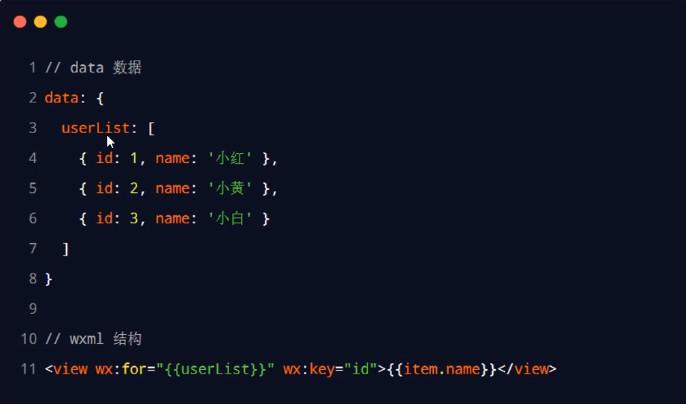 1 // data 数据
2 data: {
3   userList: [
4     { id: 1, name: '小红' },
5     { id: 2, name: '小黄' },
6     { id: 3, name: '小白' }
7   ]
8 }
9
10 // wxml 结构
11 <view wx:for="{{userList}}" wx:key="id">{{item.name}}</view>